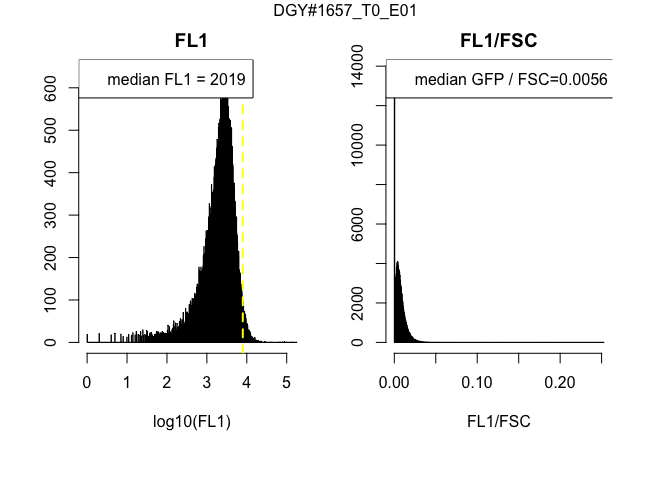 DGY#1657_T0_E01
FL1
median FL1 = 2019
600
500
400
300
200
100
0
0 1 2 3 4 5
log10(FL1)
FL1/FSC
median GFP / FSC=0.0056
14000
10000
6000
2000
0
0.00 0.10 0.20
FL1/FSC